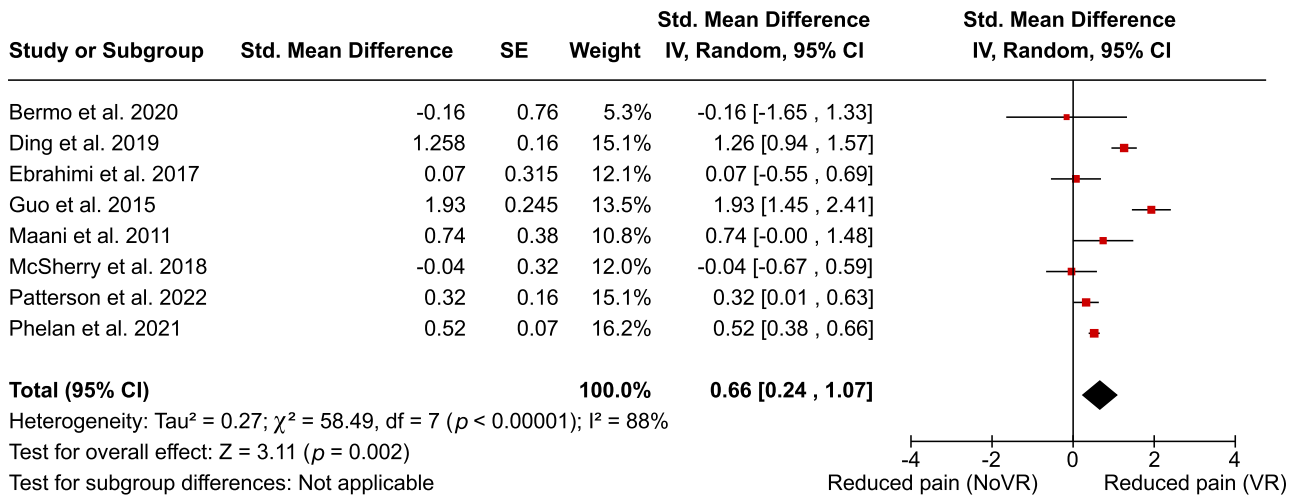 Std. Mean Difference Std. Mean Difference
Study or Subgroup Std. Mean Difference SE Weight IV, Random, 95% CI IV, Random, 95% CI
Bermo et al. 2020 -0.16 0.76 5.3% -0.16 [-1.65 , 1.33]
Ding et al. 2019 1.258 0.16 15.1% 1.26 [0.94 , 1.57]
Ebrahimi et al. 2017 0.07 0.315 12.1% 0.07 [-0.55 , 0.69]
Guo et al. 2015 1.93 0.245 13.5% 1.93 [1.45 , 2.41]
Maani et al. 2011 0.74 0.38 10.8% 0.74 [-0.00 , 1.48]
McSherry et al. 2018 -0.04 0.32 12.0% -0.04 [-0.67 , 0.59]
Patterson et al. 2022 0.32 0.16 15.1% 0.32 [0.01 , 0.63]
Phelan et al. 2021 0.52 0.07 16.2% 0.52 [0.38 , 0.66]
Total (95% CI) 100.0% 0.66 [0.24 , 1.07]
Heterogeneity: Tau² = 0.27; χ² = 58.49, df = 7 (p < 0.00001); I² = 88%
Test for overall effect: Z = 3.11 (p = 0.002)
-4 -2 0 2 4
Test for subgroup differences: Not applicable Reduced pain (NoVR) Reduced pain (VR)